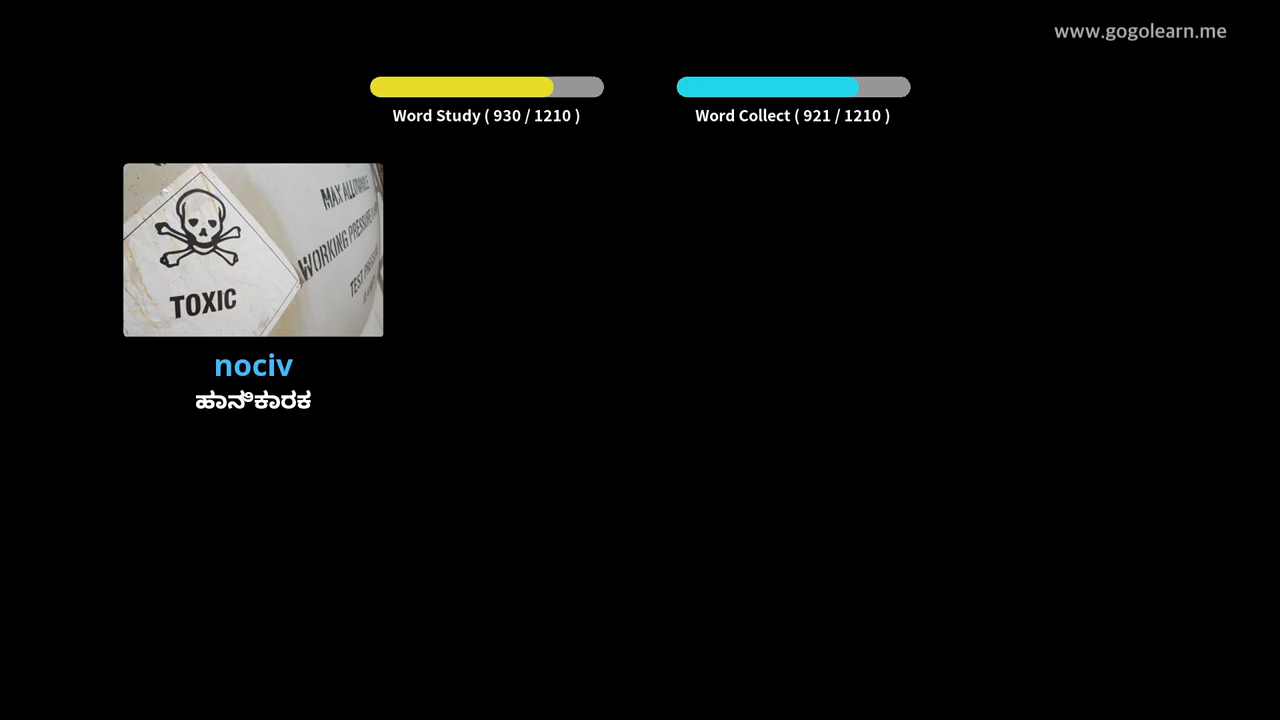 www.gogolearn.me
Word Study ( 930 / 1210 )
Word Collect ( 921 / 1210 )
MAX ALLOWABLE
WORKING PRESSURE
TEST PRESSURE
TOXIC
nociv
ಹಾನಿಕಾರಕ